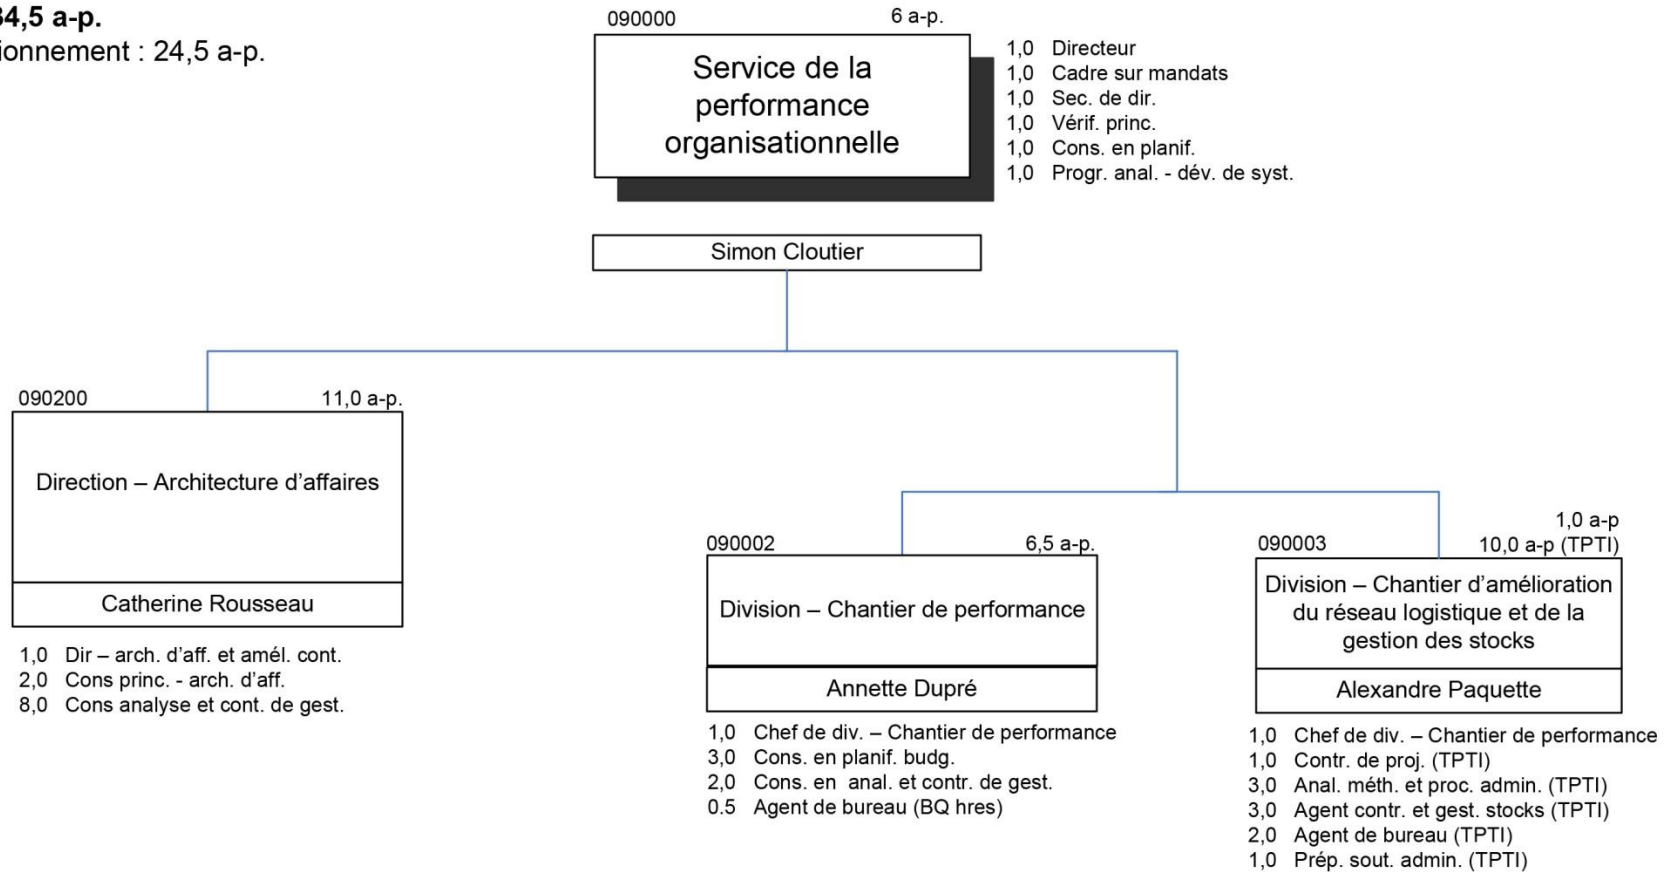 34,5 a-p.
ionnement : 24,5 a-p.
090000 6 a-p.
Service de la
performance
organisationnelle
1,0 Directeur
1,0 Cadre sur mandats
1,0 Sec. de dir.
1,0 Vérif. princ.
1,0 Cons. en planif.
1,0 Progr. anal. - dév. de syst.
Simon Cloutier
090200 11,0 a-p.
Direction – Architecture d’affaires
Catherine Rousseau
1,0 Dir – arch. d’aff. et amél. cont.
2,0 Cons princ. - arch. d’aff.
8,0 Cons analyse et cont. de gest.
090002 6,5 a-p.
Division – Chantier de performance
Annette Dupré
1,0 Chef de div. – Chantier de performance
3,0 Cons. en planif. budg.
2,0 Cons. en anal. et contr. de gest.
0.5 Agent de bureau (BQ hres)
1,0 a-p
090003 10,0 a-p (TPTI)
Division – Chantier d’amélioration
du réseau logistique et de la
gestion des stocks
Alexandre Paquette
1,0 Chef de div. – Chantier de performance
1,0 Contr. de proj. (TPTI)
3,0 Anal. méth. et proc. admin. (TPTI)
3,0 Agent contr. et gest. stocks (TPTI)
2,0 Agent de bureau (TPTI)
1,0 Prép. sout. admin. (TPTI)